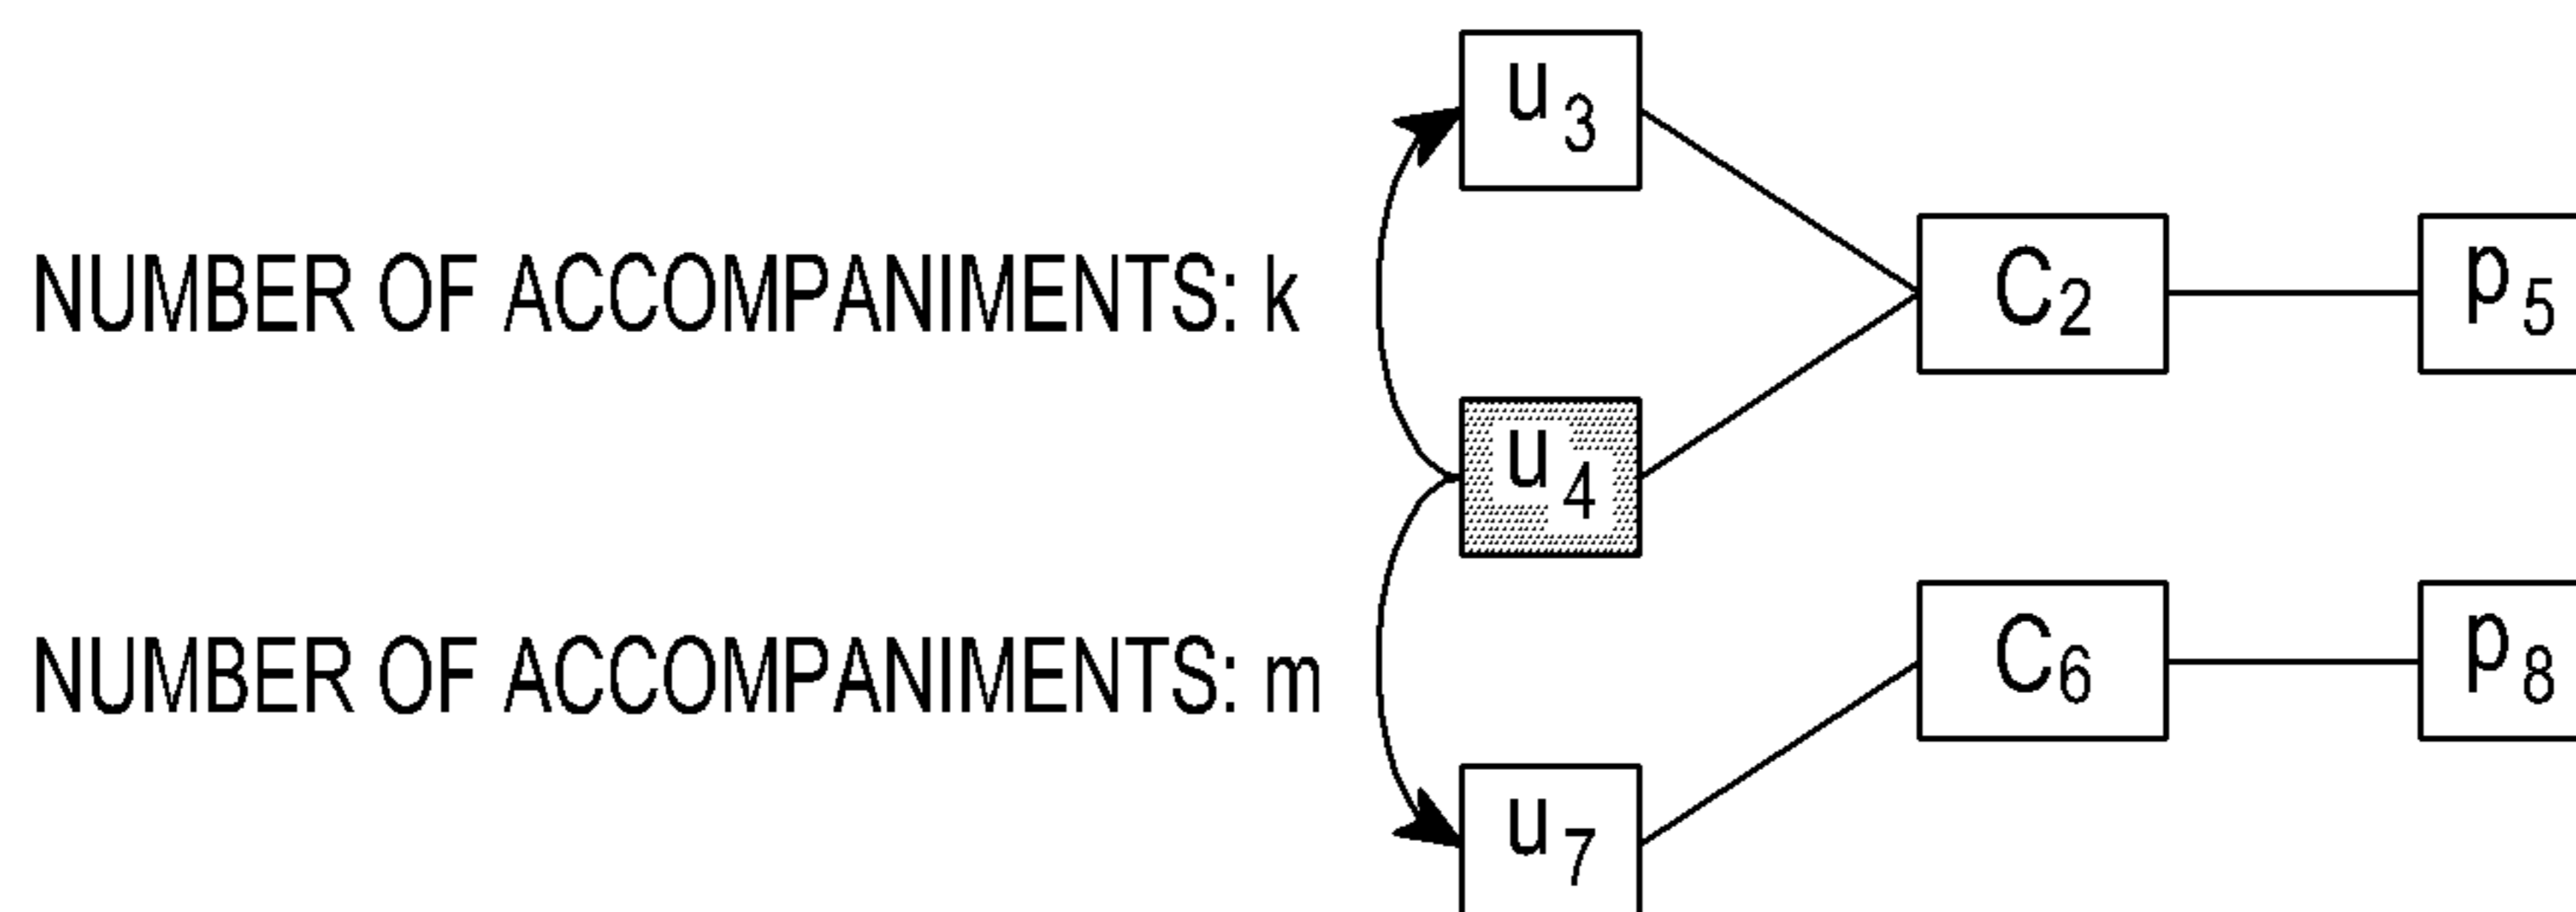 u3
NUMBER OF ACCOMPANIMENTS: k
C2
p5
u4
NUMBER OF ACCOMPANIMENTS: m
C6
p8
u7